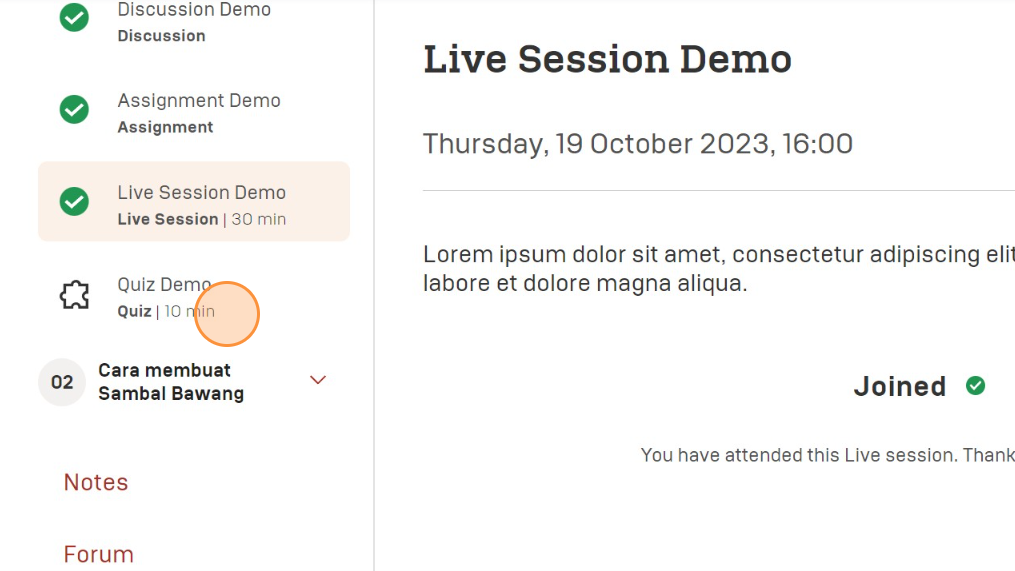 Discussion Demo
Discussion
Assignment Demo
Assignment
Live Session Demo
Live Session | 30 min
Quiz Demo
Quiz | 10 min
02
Cara membuat
Sambal Bawang
Notes
Forum
Live Session Demo
Thursday, 19 October 2023, 16:00
Lorem ipsum dolor sit amet, consectetur adipiscing elit
labore et dolore magna aliqua.
Joined
You have attended this Live session. Thank